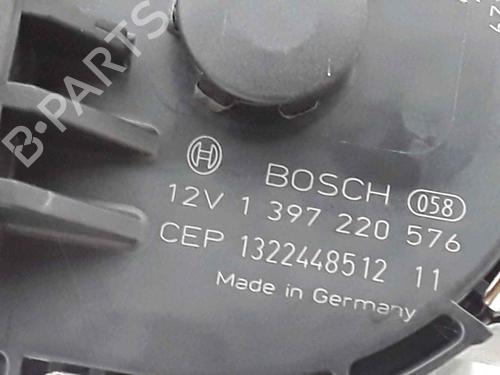 B·PARTS
BOSCH 058
12V 1 397 220 576
CEP 1322448512 11
Made in Germany